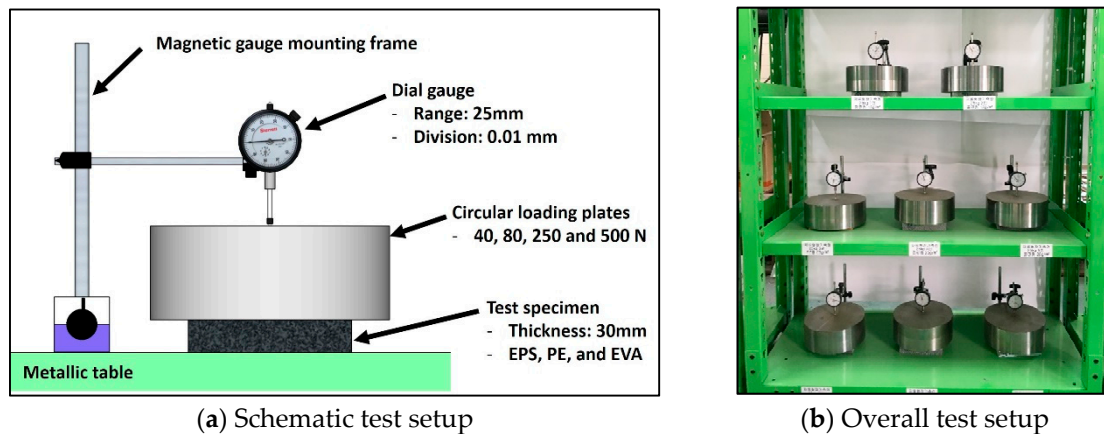 Magnetic gauge mounting frame
Dial gauge
- Range: 25mm
- Division: 0.01 mm
Circular loading plates
- 40, 80, 250 and 500 N
Test specimen
- Thickness: 30mm
- EPS, PE, and EVA
Metallic table
(a) Schematic test setup
(b) Overall test setup